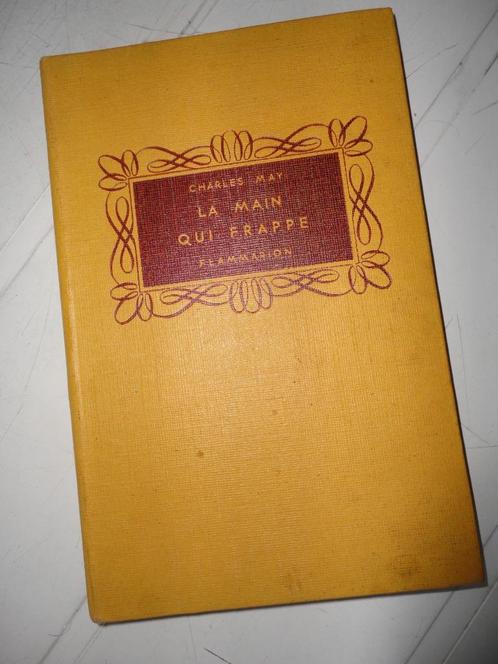 CHARLES MAY
LA MAIN
QUI FRAPPE
FLAMMARION